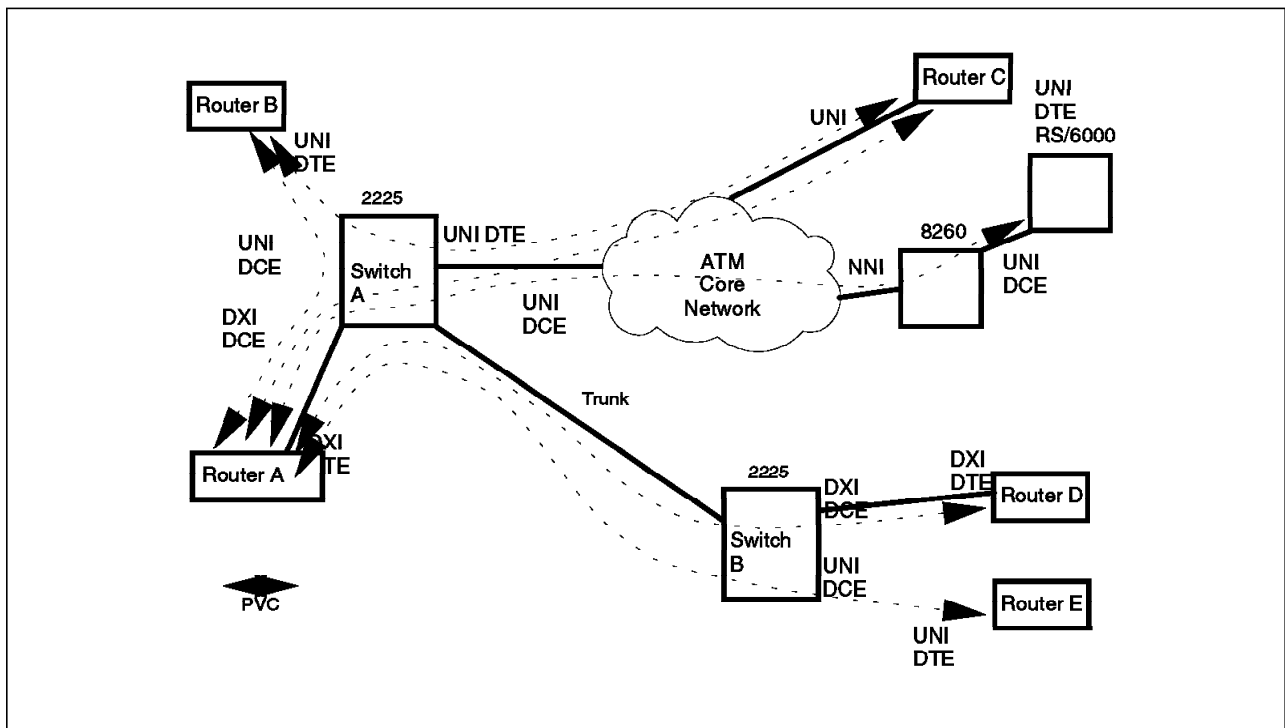 Router B
UNI
DTE
2225
UNI
DCE
Switch
A
UNI DTE
UNI
DCE
DXI
DCE
DXI
DTE
Router A
PVC
Trunk
ATM
Core
Network
UNI
Router C
UNI
DTE
RS/6000
8260
NNI
UNI
DCE
2225
Switch
B
DXI
DCE
UNI
DCE
DXI
DTE
Router D
Router E
UNI
DTE